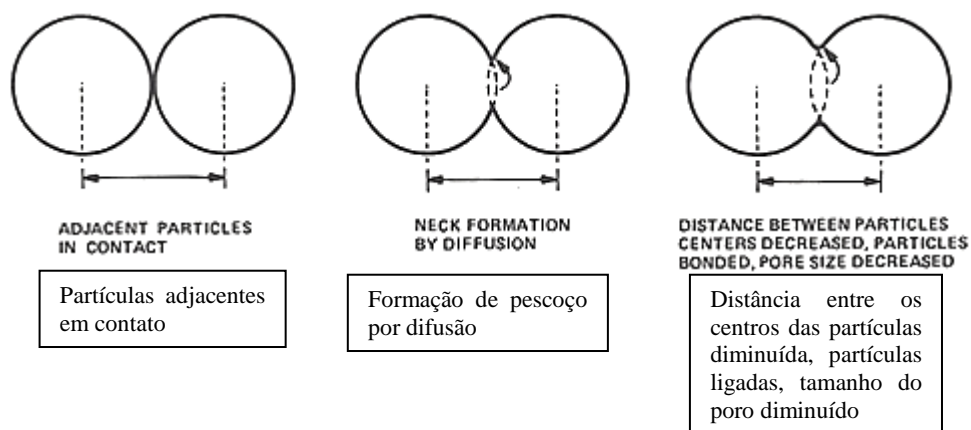 ADJACENT PARTICLES
IN CONTACT
Partículas adjacentes
em contato
NECK FORMATION
BY DIFFUSION
Formação de pescoço
por difusão
DISTANCE BETWEEN PARTICLES
CENTERS DECREASED, PARTICLES
BONDED, PORE SIZE DECREASED
Distância entre os
centros das partículas
diminuída, partículas
ligadas, tamanho do
poro diminuído